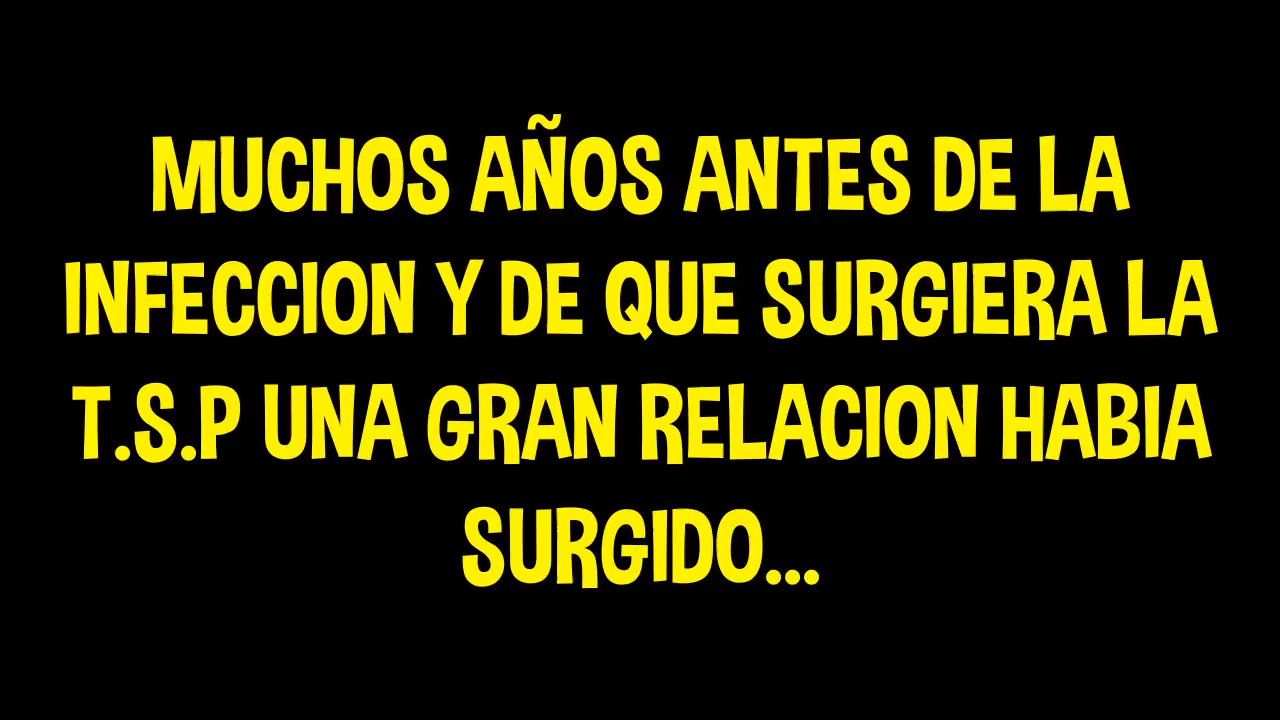 MUCHOS AÑOS ANTES DE LA
INFECCION Y DE QUE SURGIERA LA
T.S.P UNA GRAN RELACION HABIA
SURGIDO...